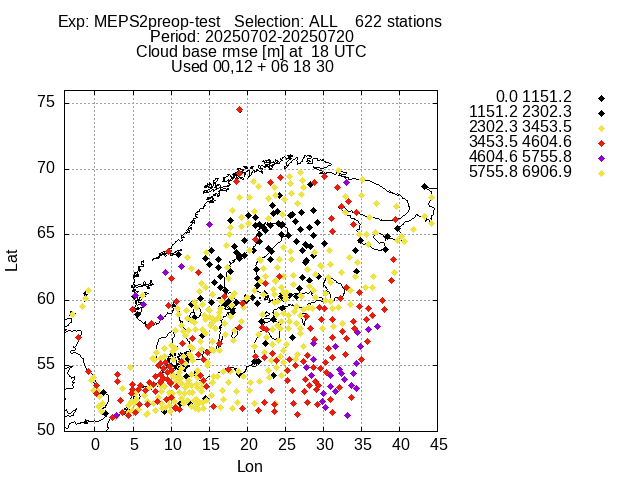 Exp: MEPS2preop-test   Selection: ALL    622 stations
Period: 20250702-20250720
Cloud base rmse [m] at  18 UTC
Used 00,12 + 06 18 30
0.0 1151.2
1151.2 2302.3
2302.3 3453.5
3453.5 4604.6
4604.6 5755.8
5755.8 6906.9
75
70
65
60
55
50
Lat
0 5 10 15 20 25 30 35 40 45
Lon